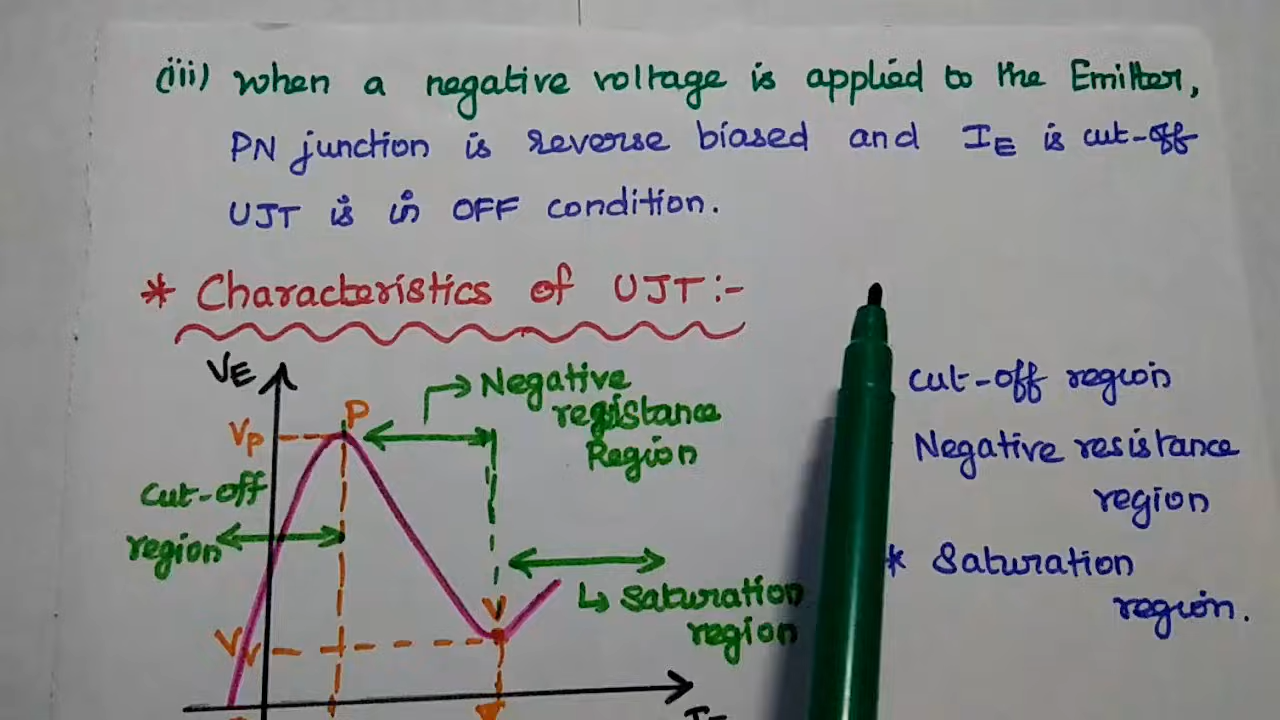 (iii) When a negative voltage is applied to the Emitter,
PN junction is reverse biased and IE is cut-off
UJT is in OFF condition.
* Characteristics of UJT:-
VE
P
Negative
VP
registance
Region
Cut-off
region
Saturation
region
V
VV
cut-off region
Negative resistance
region
* Saturation
region.